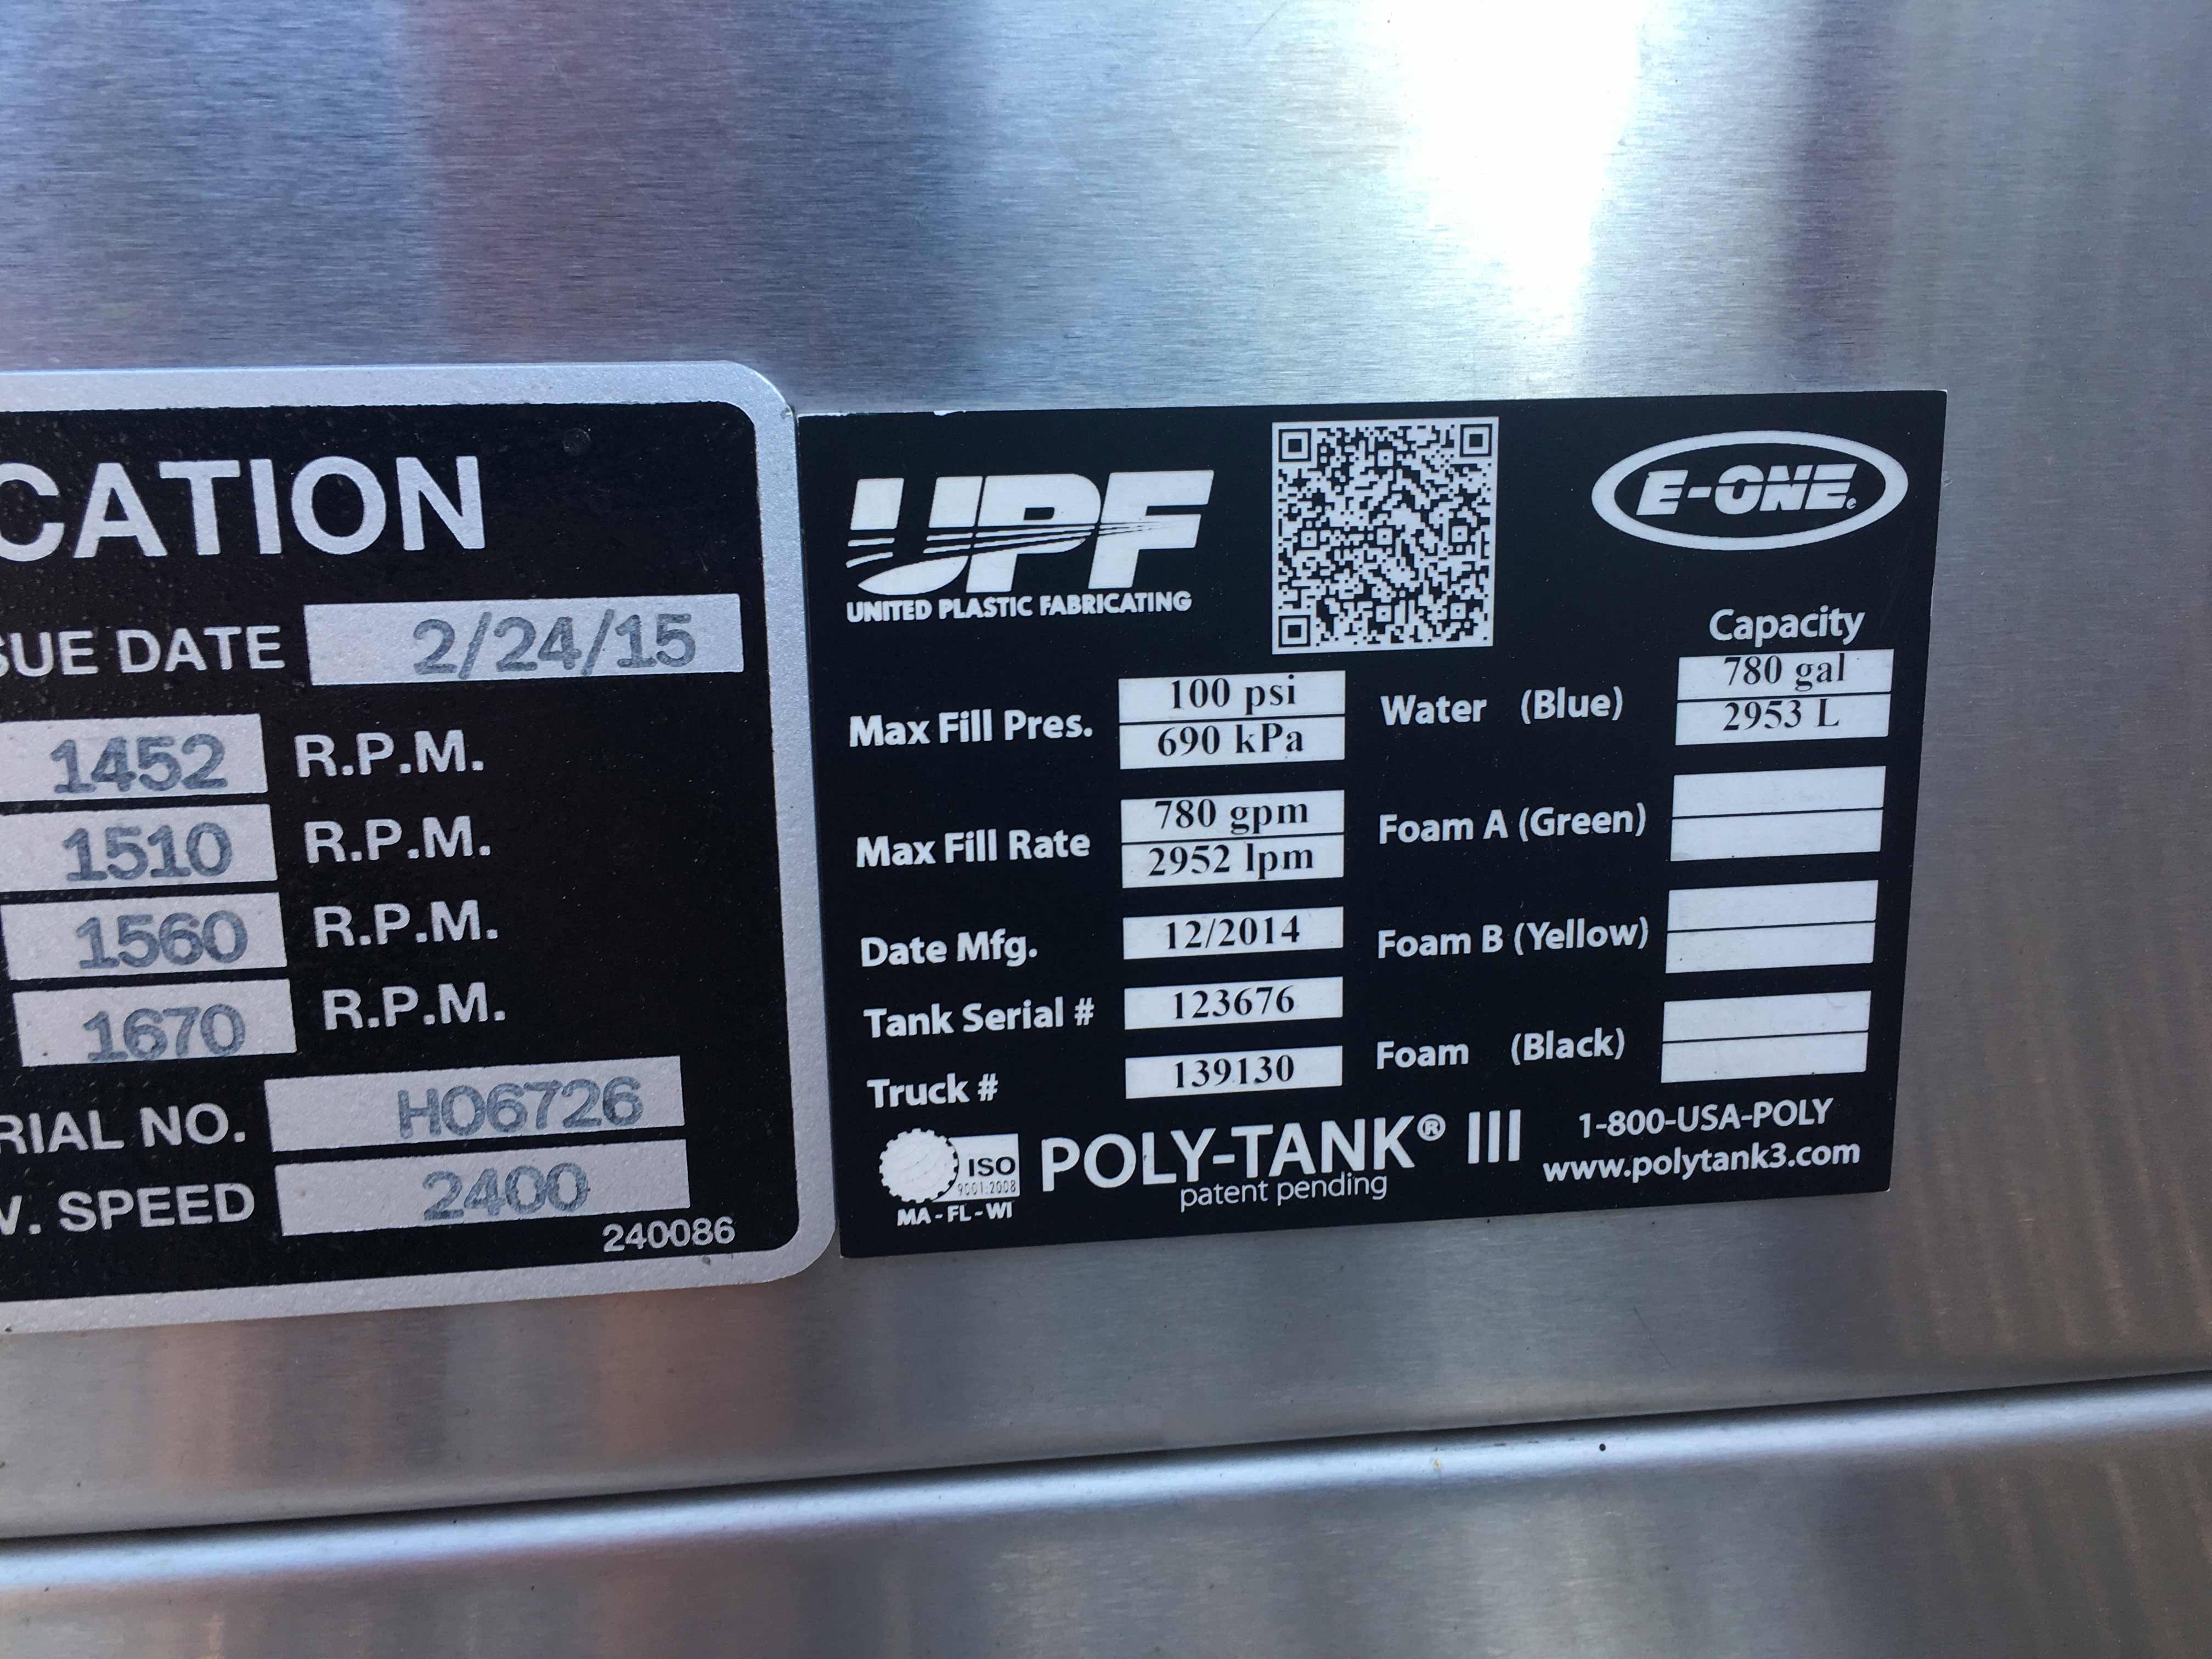 CATION
SUE DATE 2/24/15
1452 R.P.M.
1510 R.P.M.
1560 R.P.M.
1670 R.P.M.
RIAL NO. H06726
V. SPEED 2400
240086
UPF
UNITED PLASTIC FABRICATING
E-ONE
Capacity
Max Fill Pres. 100 psi
690 kPa
Water (Blue) 780 gal
2953 L
Max Fill Rate 780 gpm
2952 lpm
Foam A (Green)
Date Mfg. 12/2014
Foam B (Yellow)
Tank Serial # 123676
Truck # 139130
Foam (Black)
ISO
9001:2008
MA - FL - WI
POLY-TANK® III
patent pending
1-800-USA-POLY
www.polytank3.com